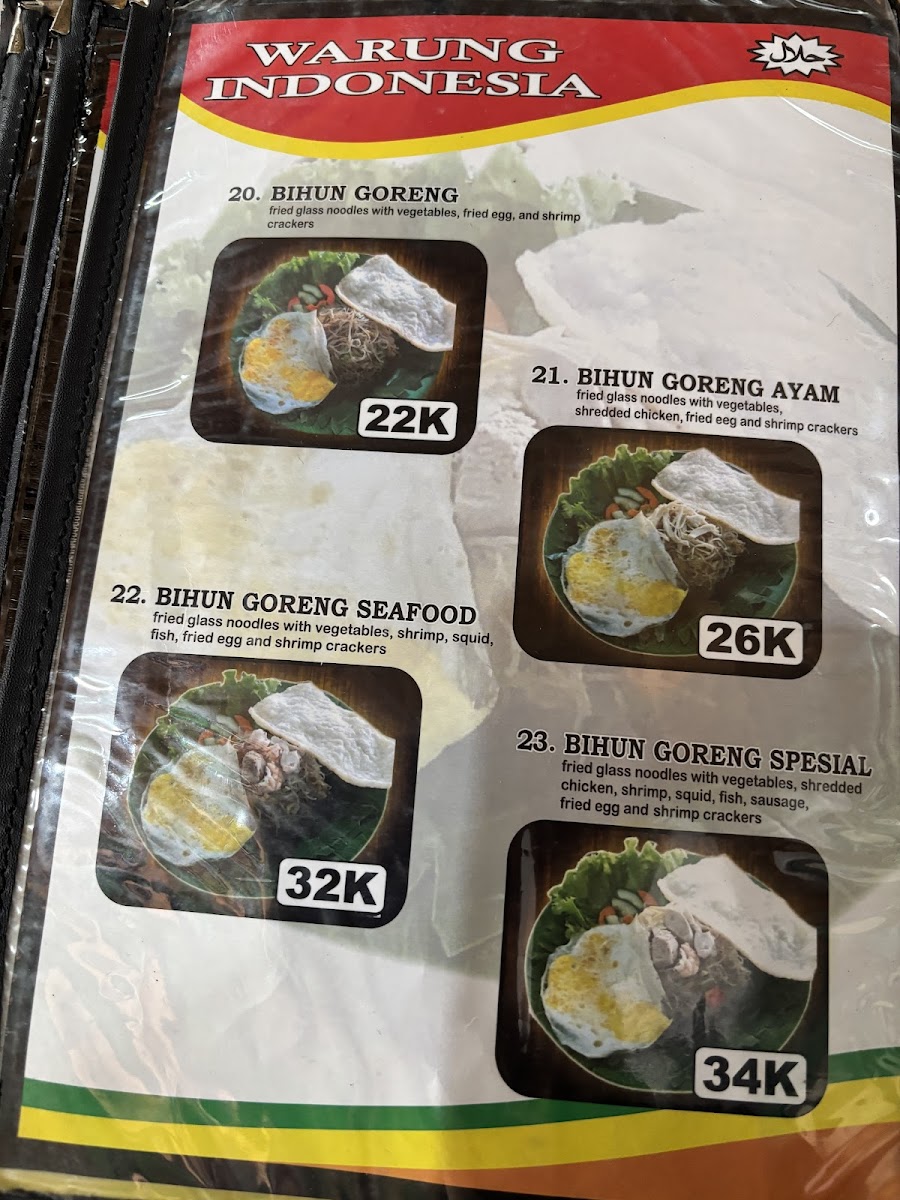 WARUNG
INDONESIA
حلال
20. BIHUN GORENG
fried glass noodles with vegetables, fried egg, and shrimp
crackers
22K
21. BIHUN GORENG AYAM
fried glass noodles with vegetables,
shredded chicken, fried eeg and shrimp crackers
26K
22. BIHUN GORENG SEAFOOD
fried glass noodles with vegetables, shrimp, squid,
fish, fried egg and shrimp crackers
32K
23. BIHUN GORENG SPESIAL
fried glass noodles with vegetables, shredded
chicken, shrimp, squid, fish, sausage,
fried egg and shrimp crackers
34K